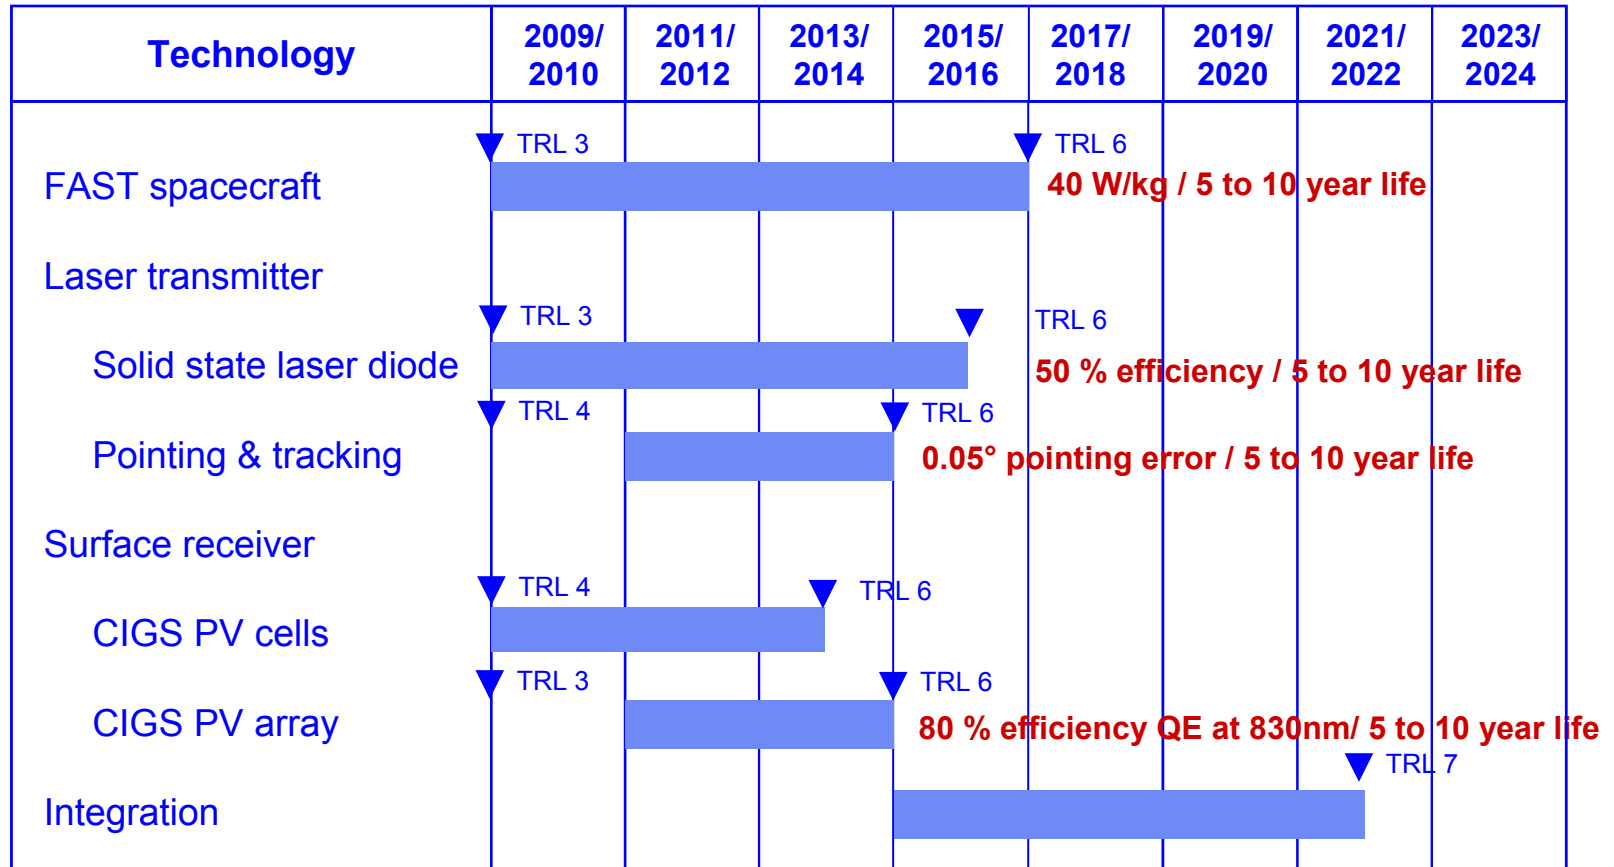 Technology
2009/
2010
2011/
2012
2013/
2014
2015/
2016
2017/
2018
2019/
2020
2021/
2022
2023/
2024
TRL 3
TRL 6
FAST spacecraft
40 W/kg / 5 to 10 year life
Laser transmitter
TRL 3
TRL 6
Solid state laser diode
50 % efficiency / 5 to 10 year life
TRL 4
TRL 6
Pointing & tracking
0.05° pointing error / 5 to 10 year life
Surface receiver
TRL 4
TRL 6
CIGS PV cells
TRL 3
TRL 6
CIGS PV array
80 % efficiency QE at 830nm/ 5 to 10 year life
TRL 7
Integration